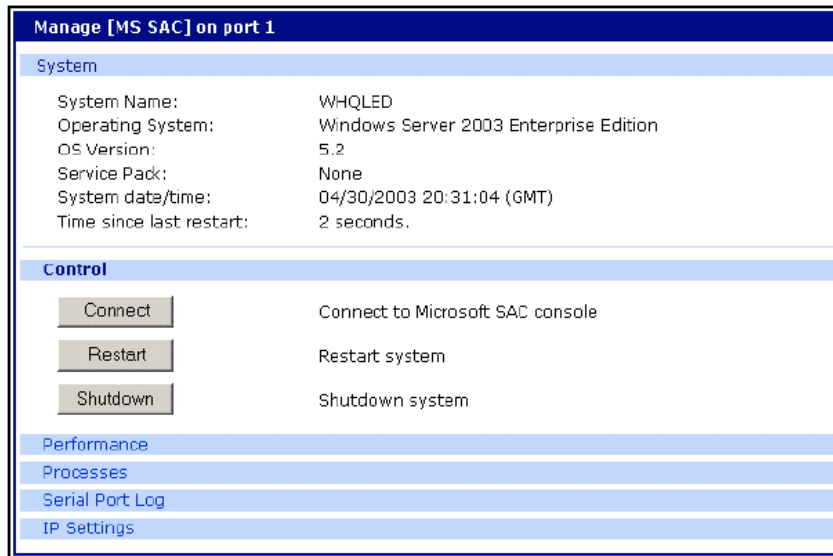 Manage [MS SAC] on port 1
System
System Name: WHQLED
Operating System: Windows Server 2003 Enterprise Edition
OS Version: 5.2
Service Pack: None
System date/time: 04/30/2003 20:31:04 (GMT)
Time since last restart: 2 seconds.
Control
Connect Connect to Microsoft SAC console
Restart Restart system
Shutdown Shutdown system
Performance
Processes
Serial Port Log
IP Settings